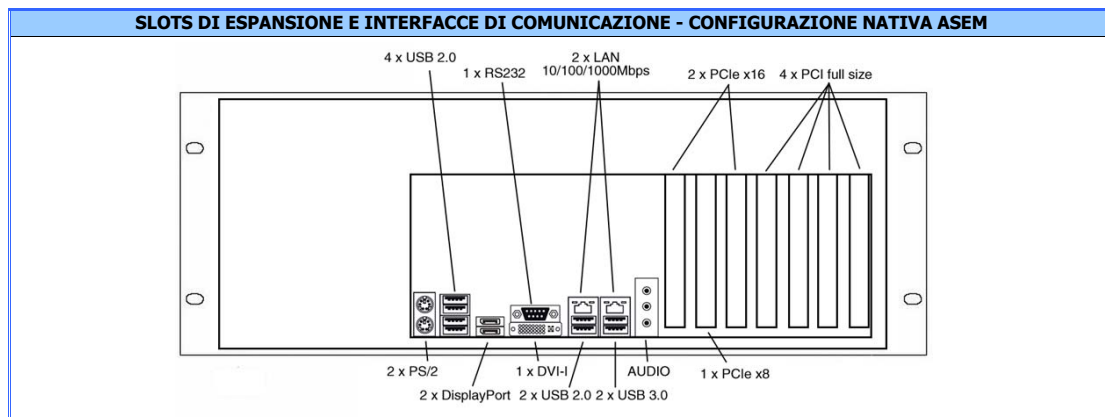 SLOTS DI ESPANSIONE E INTERFACCE DI COMUNICAZIONE - CONFIGURAZIONE NATIVA ASEM
4 x USB 2.0
1 x RS232
2 x LAN
10/100/1000Mbps
2 x PCIe x16
4 x PCI full size
2 x PS/2
2 x DisplayPort
1 x DVI-I
2 x USB 2.0
2 x USB 3.0
AUDIO
1 x PCIe x8